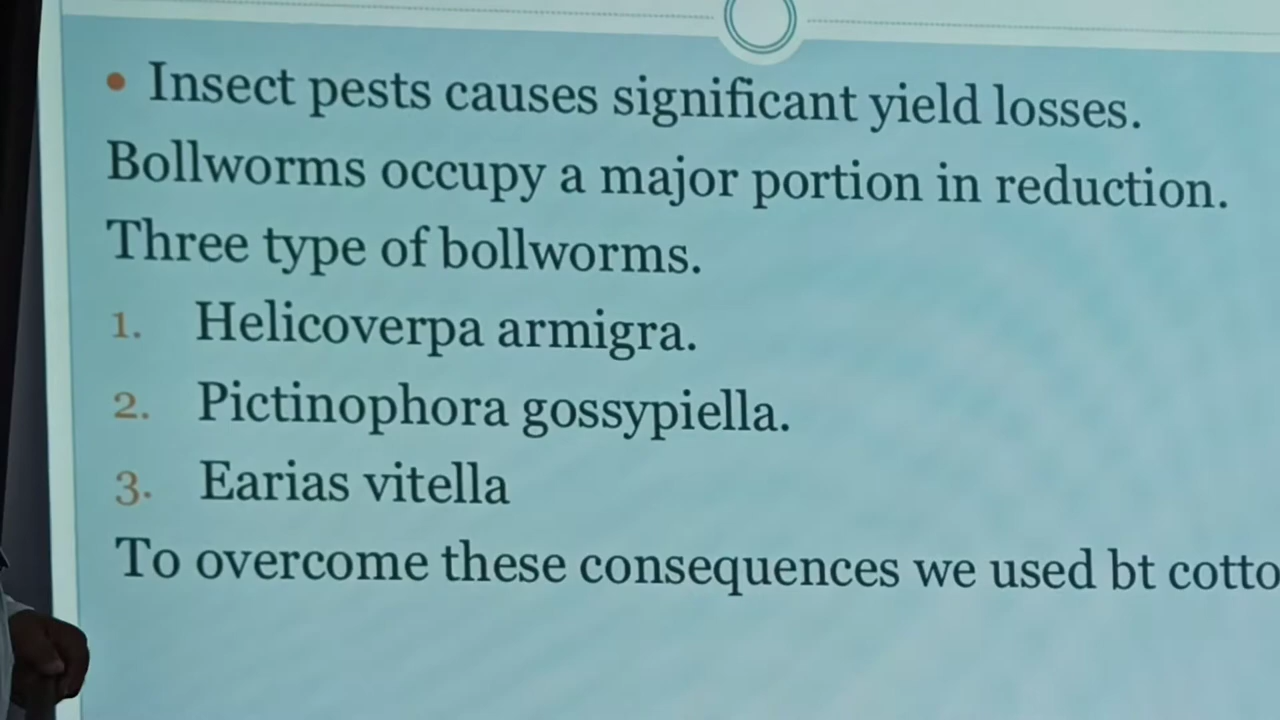 • Insect pests causes significant yield losses.
Bollworms occupy a major portion in reduction.
Three type of bollworms.
1. Helicoverpa armigra.
2. Pictinophora gossypiella.
3. Earias vitella
To overcome these consequences we used bt cotto